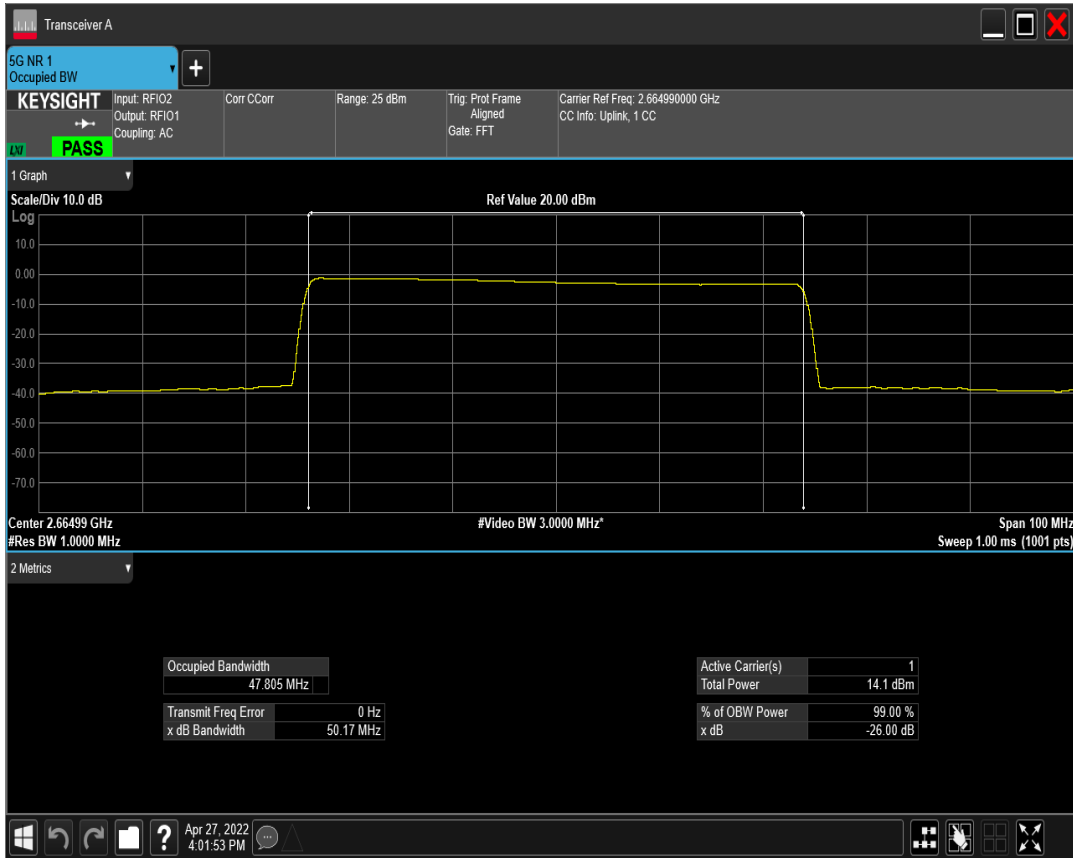 Transceiver A
5G NR 1
Occupied BW
+
KEYSIGHT
LXI
PASS
Input: RFIO2
Output: RFIO1
Coupling: AC
Corr CCorr
Range: 25 dBm
Trig: Prot Frame
Aligned
Gate: FFT
Carrier Ref Freq: 2.664990000 GHz
CC Info: Uplink, 1 CC
1 Graph
Scale/Div 10.0 dB
Ref Value 20.00 dBm
Log
10.0
0.00
-10.0
-20.0
-30.0
-40.0
-50.0
-60.0
-70.0
Center 2.66499 GHz
#Video BW 3.0000 MHz*
Span 100 MHz
#Res BW 1.0000 MHz
Sweep 1.00 ms (1001 pts)
2 Metrics
Occupied Bandwidth
47.805 MHz
Transmit Freq Error 0 Hz
x dB Bandwidth 50.17 MHz
Active Carrier(s) 1
Total Power 14.1 dBm
% of OBW Power 99.00 %
x dB -26.00 dB
?
Apr 27, 2022
4:01:53 PM